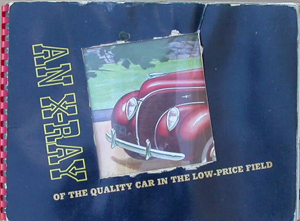 AN X-RAY
OF THE QUALITY CAR IN THE LOW-PRICE FIELD